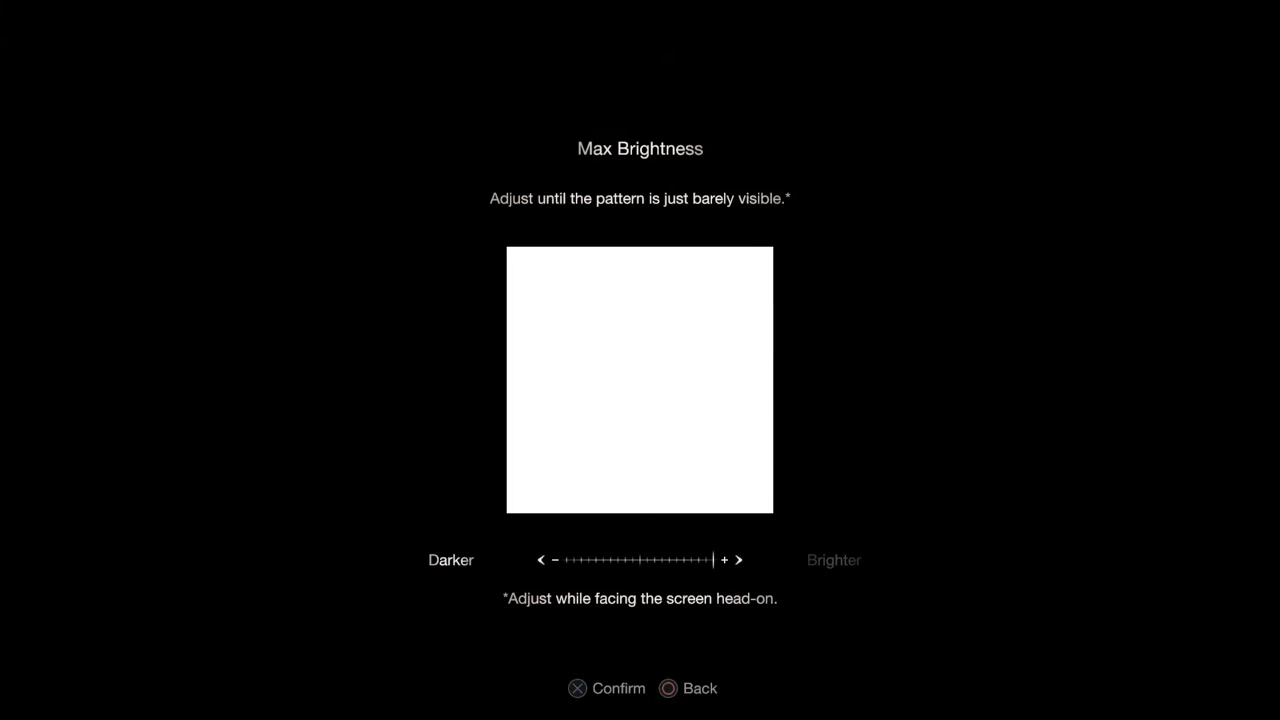 Max Brightness
Adjust until the pattern is just barely visible.*
Darker - + Brighter
*Adjust while facing the screen head-on.
Confirm Back